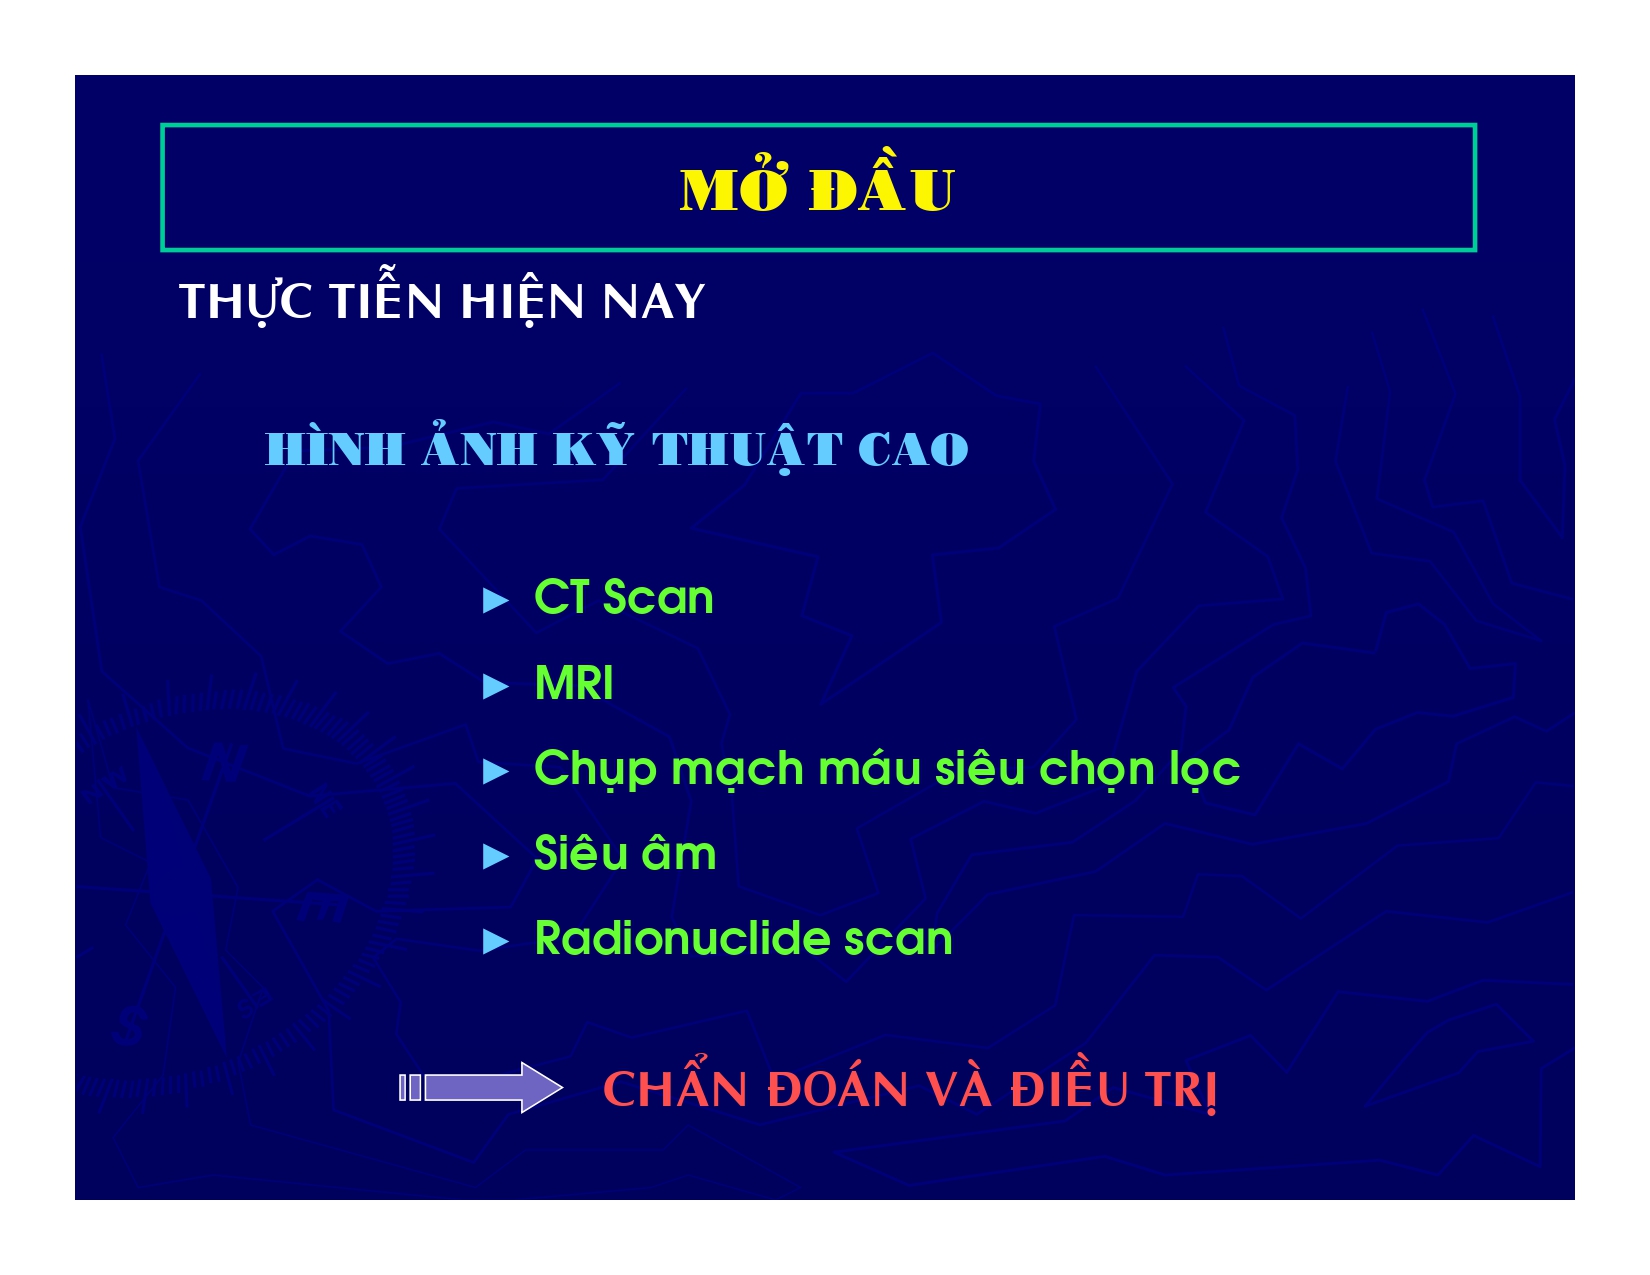 MỞ ĐẦU
THỰC TIỄN HIỆN NAY
HÌNH ẢNH KỸ THUẬT CAO
► CT Scan
► MRI
► Chụp mạch máu siêu chọn lọc
► Siêu âm
► Radionuclide scan
CHẨN ĐOÁN VÀ ĐIỀU TRỊ
N
E
S